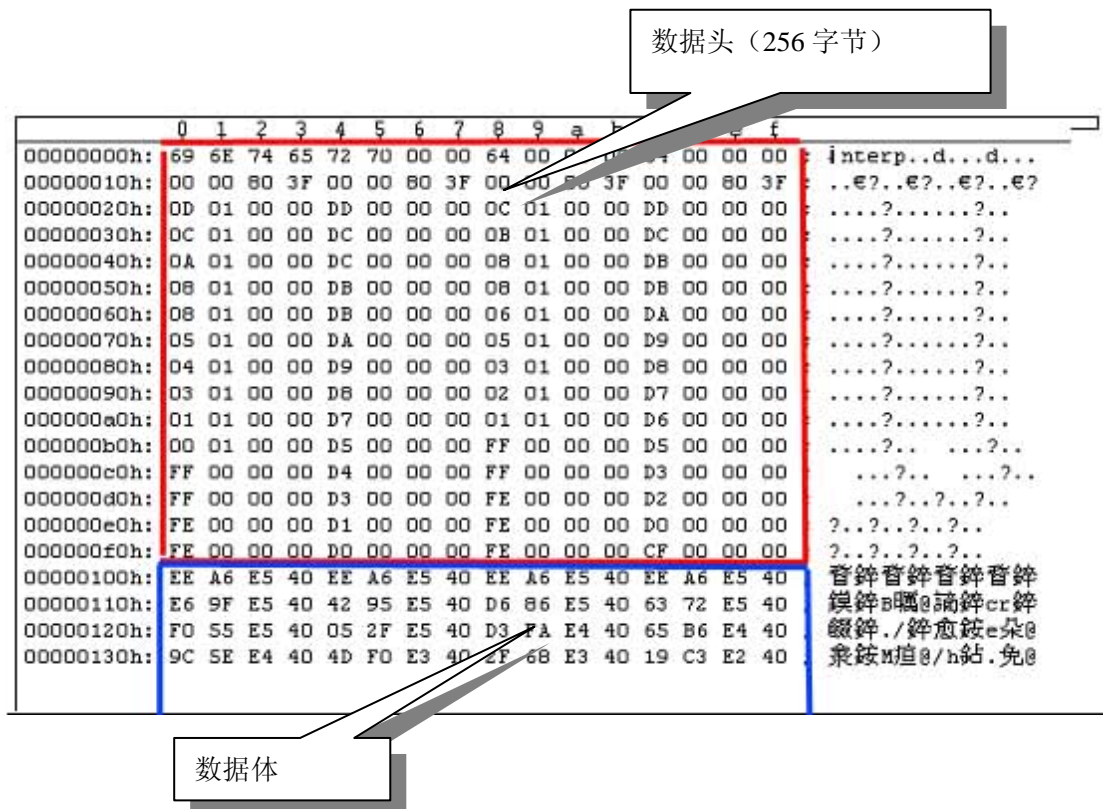 数据头（256 字节）
0 1 2 3 4 5 6 7 8 9 a b e f
00000000h: 69 6E 74 65 72 70 00 00 64 00 00 00 00 ; interp..d...d...
00000010h: 00 00 80 3F 00 00 80 3F 00 00 80 3F 00 00 80 3F ; ..€?..€?..€?..€?
00000020h: 0D 01 00 00 DD 00 00 00 0C 01 00 00 DD 00 00 00 ; ....?......?..
00000030h: 0C 01 00 00 DC 00 00 00 0B 01 00 00 DC 00 00 00 ; ....?......?..
00000040h: 0A 01 00 00 DC 00 00 00 08 01 00 00 DB 00 00 00 ; ....?......?..
00000050h: 08 01 00 00 DB 00 00 00 08 01 00 00 DB 00 00 00 ; ....?......?..
00000060h: 08 01 00 00 DB 00 00 00 06 01 00 00 DA 00 00 00 ; ....?......?..
00000070h: 05 01 00 00 DA 00 00 00 05 01 00 00 D9 00 00 00 ; ....?......?..
00000080h: 04 01 00 00 D9 00 00 00 03 01 00 00 D8 00 00 00 ; ....?......?..
00000090h: 03 01 00 00 D8 00 00 00 02 01 00 00 D7 00 00 00 ; ....?......?..
000000a0h: 01 01 00 00 D7 00 00 00 01 01 00 00 D6 00 00 00 ; ....?......?..
000000b0h: 00 01 00 00 D5 00 00 00 FF 00 00 00 D5 00 00 00 ; ....?.. ...?..
000000c0h: FF 00 00 00 D4 00 00 00 FF 00 00 00 D3 00 00 00 ; ...?.. ...?..
000000d0h: FF 00 00 00 D3 00 00 00 FE 00 00 00 D2 00 00 00 ; ...?..?..?..
000000e0h: FE 00 00 00 D1 00 00 00 FE 00 00 00 D0 00 00 00 ; ?..?..?..?..
000000f0h: FE 00 00 00 D0 00 00 00 FE 00 00 00 CF 00 00 00 ; ?..?..?..?..
00000100h: EE A6 E5 40 EE A6 E5 40 EE A6 E5 40 EE A6 E5 40
00000110h: E6 9F E5 40 42 95 E5 40 D6 86 E5 40 63 72 E5 40
00000120h: F0 55 E5 40 05 2F E5 40 D3 FA E4 40 65 B6 E4 40
00000130h: 9C 5E E4 40 4D F0 E3 40 2F 68 E3 40 19 C3 E2 40
数据体